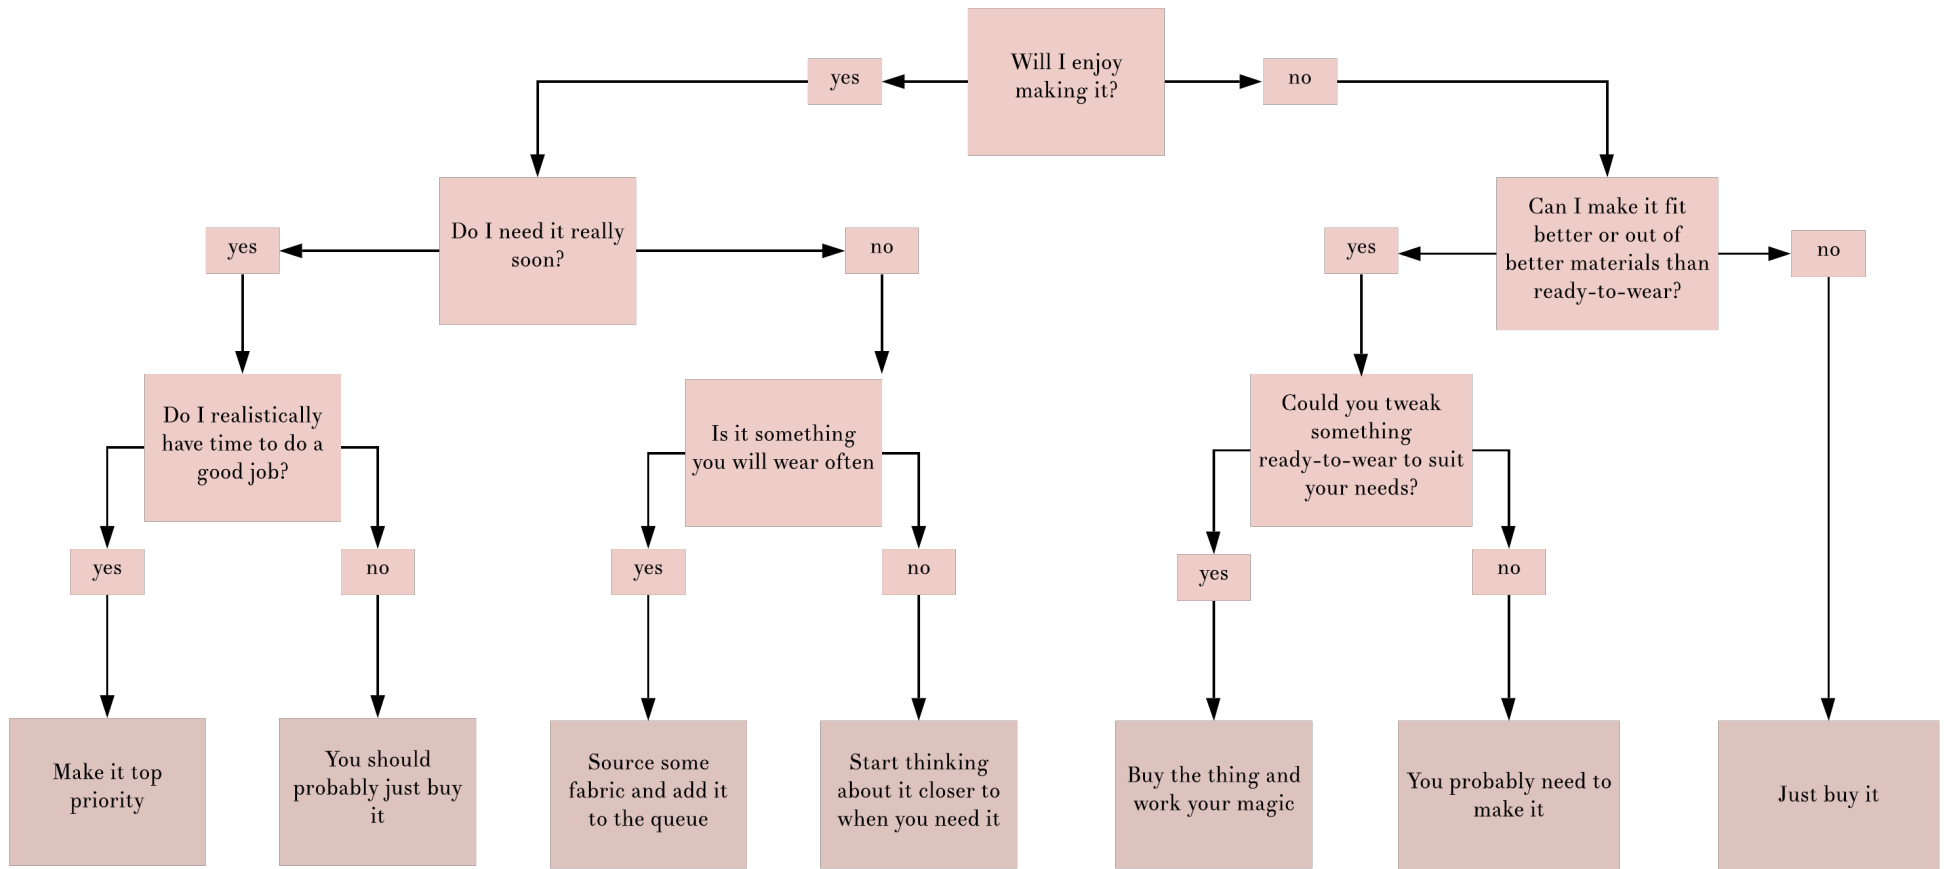 Will I enjoy
making it?
yes
no
Do I need it really
soon?
Can I make it fit
better or out of
better materials than
ready-to-wear?
yes
no
yes
no
Do I realistically
have time to do a
good job?
Is it something
you will wear often
Could you tweak
something
ready-to-wear to suit
your needs?
yes
no
yes
no
yes
no
Make it top
priority
You should
probably just buy
it
Source some
fabric and add it
to the queue
Start thinking
about it closer to
when you need it
Buy the thing and
work your magic
You probably need to
make it
Just buy it